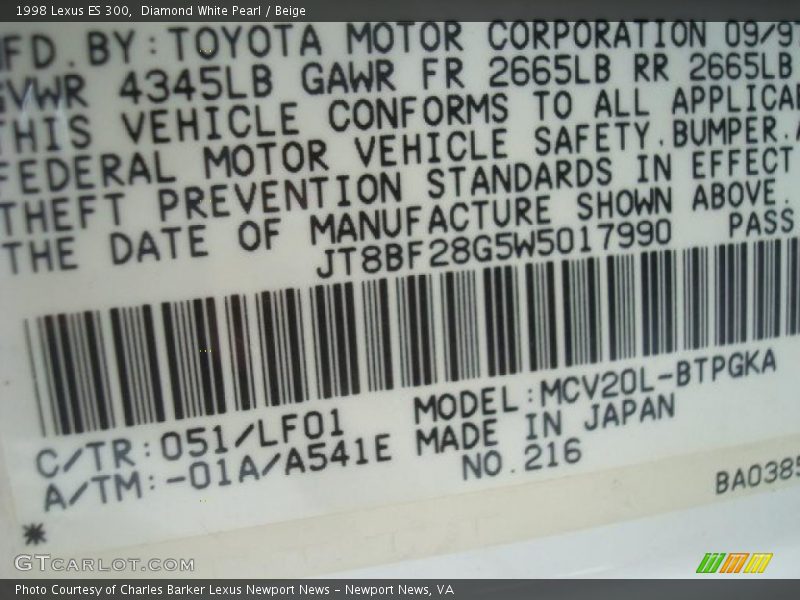 1998 Lexus ES 300, Diamond White Pearl / Beige
MFD. BY: TOYOTA MOTOR CORPORATION 09/97
GVWR 4345LB GAWR FR 2665LB RR 2665LB
THIS VEHICLE CONFORMS TO ALL APPLICAB
FEDERAL MOTOR VEHICLE SAFETY, BUMPER, A
THEFT PREVENTION STANDARDS IN EFFECT
THE DATE OF MANUFACTURE SHOWN ABOVE.
JT8BF28G5W5017990 PASS
C/TR: 051/LF01 MODEL: MCV20L-BTPGKA
A/TM: -01A/A541E MADE IN JAPAN
NO. 216
BA0385
*
GTCARLOT.COM
Photo Courtesy of Charles Barker Lexus Newport News - Newport News, VA